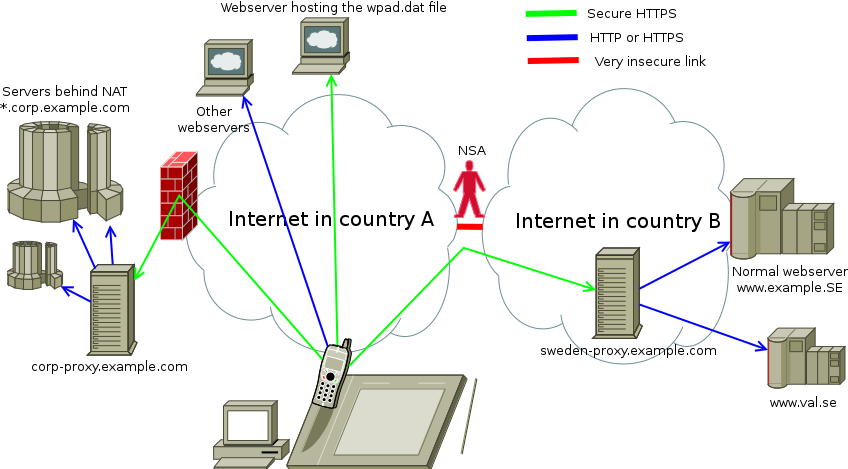 Webserver hosting the wpad.dat file
Secure HTTPS
HTTP or HTTPS
Very insecure link
Servers behind NAT
*.corp.example.com
Other
webservers
NSA
Internet in country A
Internet in country B
Normal webserver
www.example.SE
corp-proxy.example.com
sweden-proxy.example.com
www.val.se